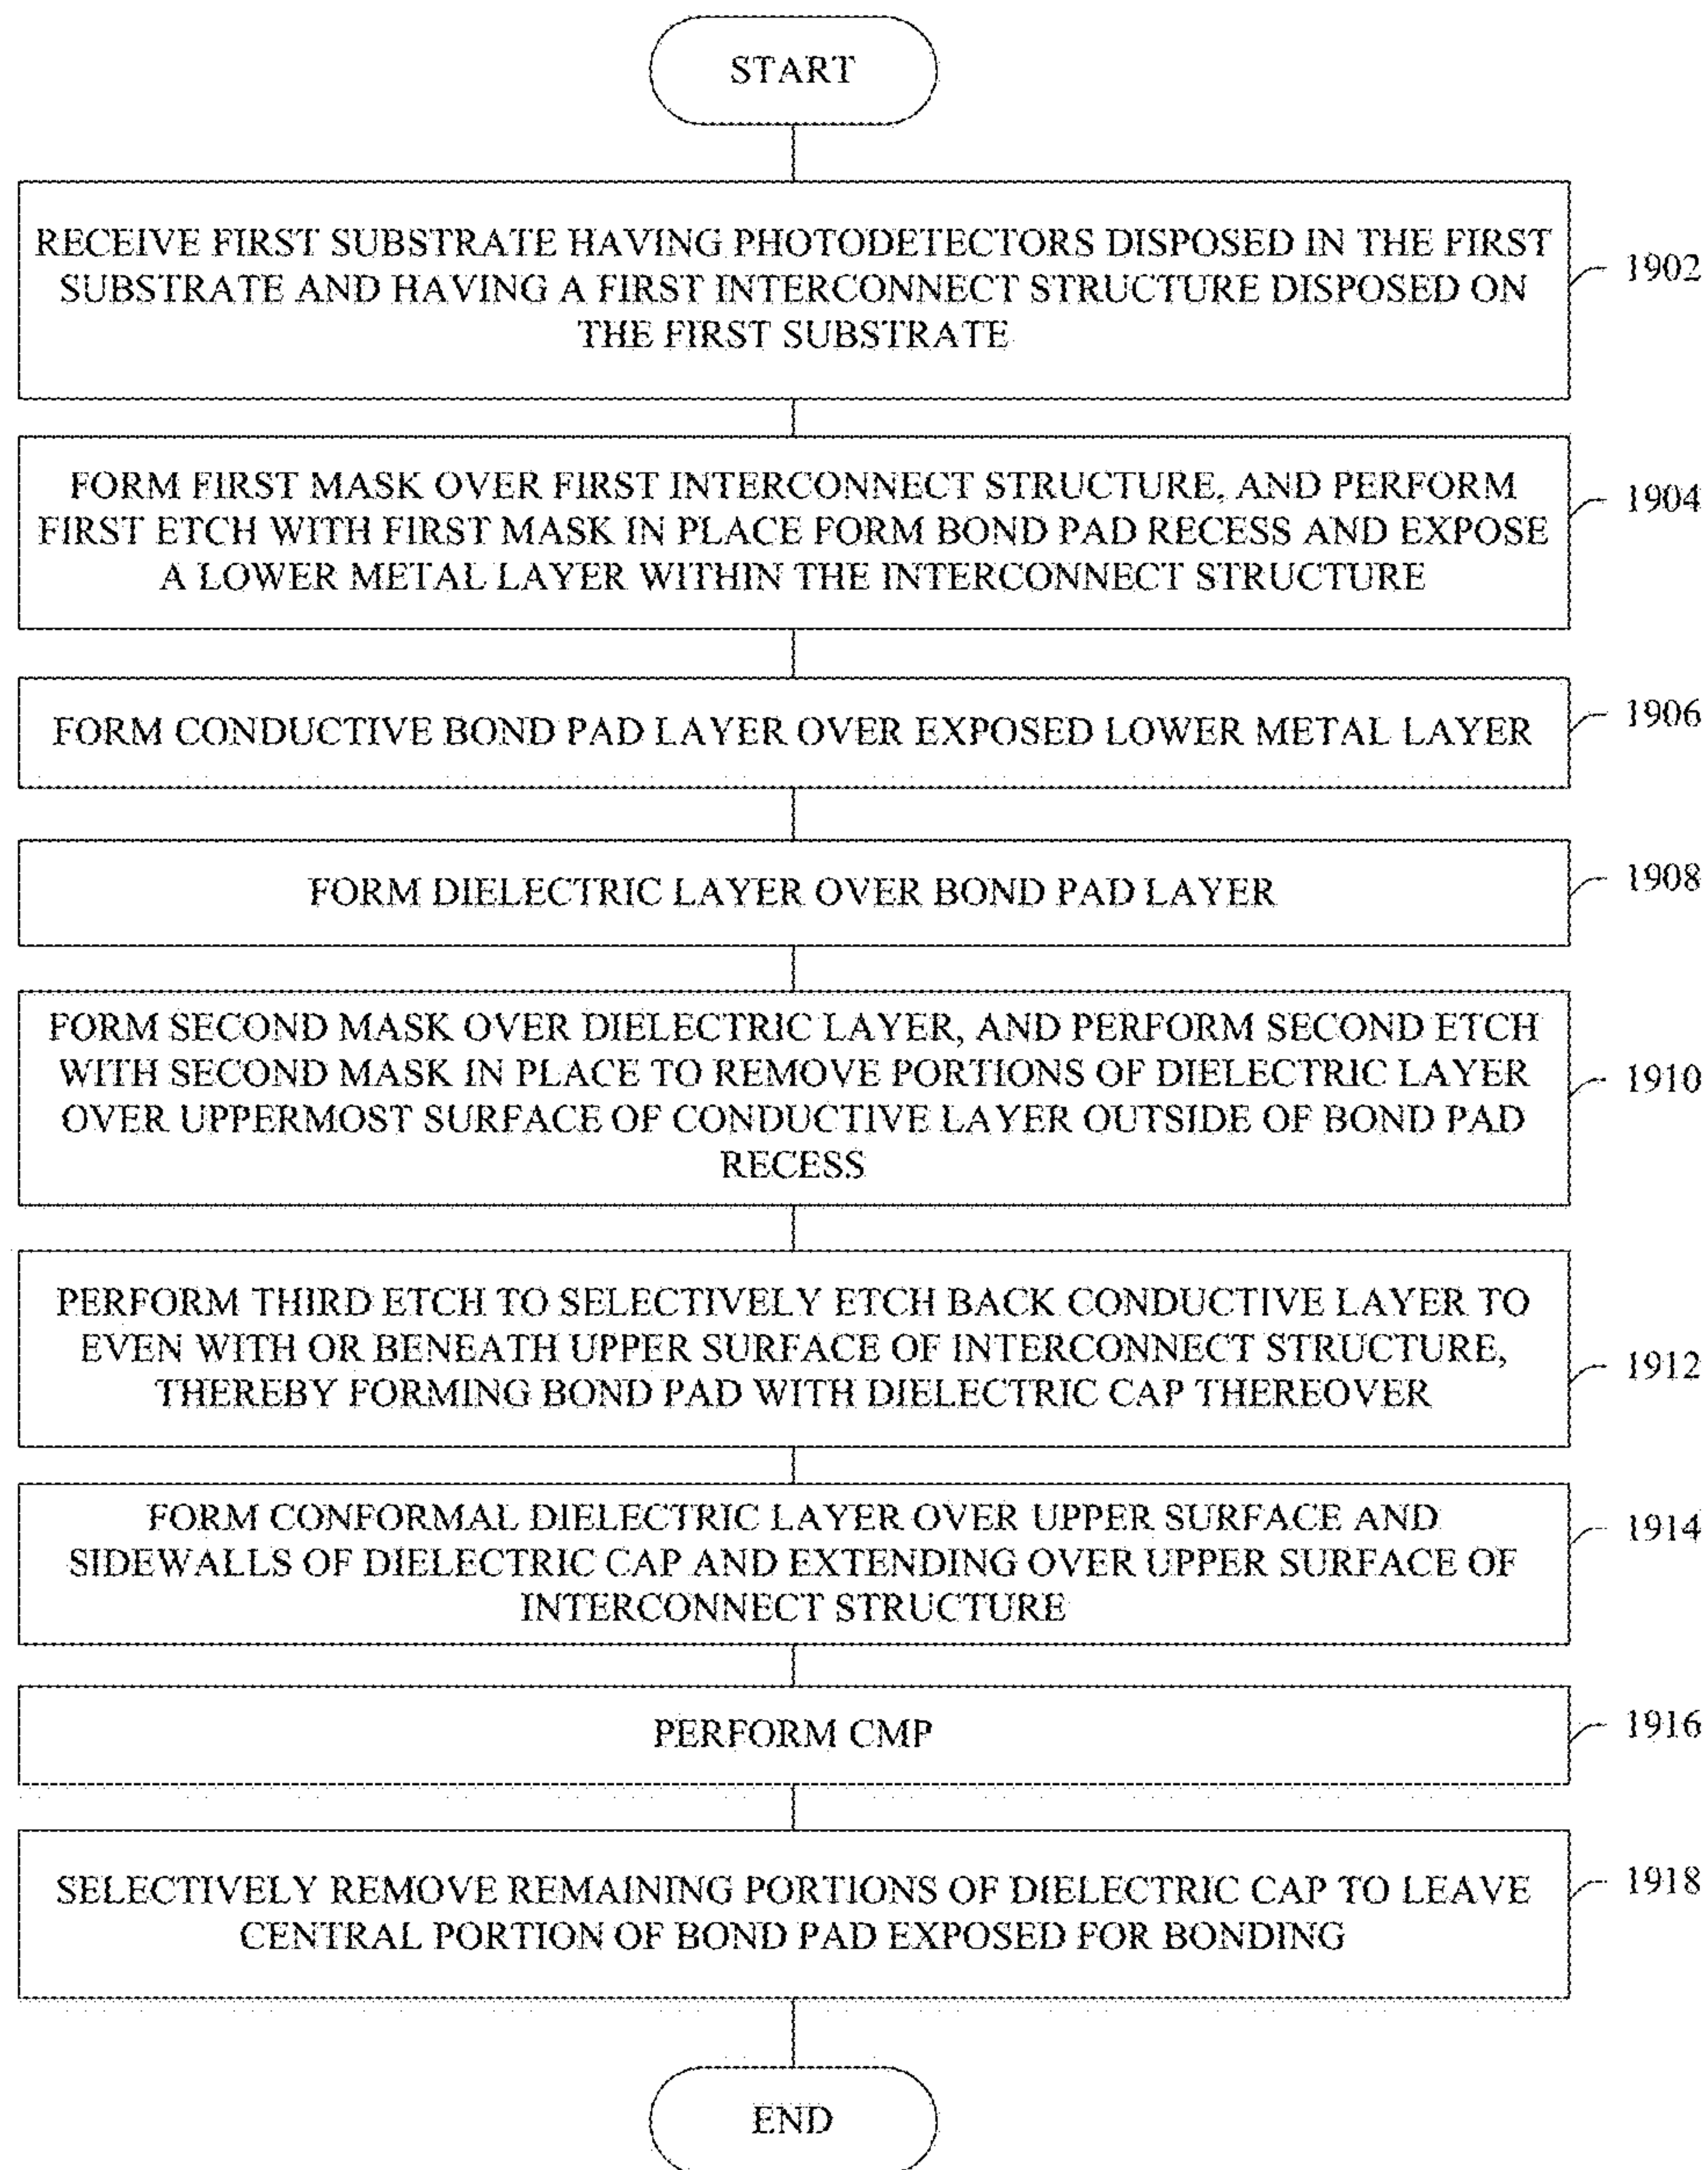 START
RECEIVE FIRST SUBSTRATE HAVING PHOTODETECTORS DISPOSED IN THE FIRST
SUBSTRATE AND HAVING A FIRST INTERCONNECT STRUCTURE DISPOSED ON
THE FIRST SUBSTRATE
1902
FORM FIRST MASK OVER FIRST INTERCONNECT STRUCTURE, AND PERFORM
FIRST ETCH WITH FIRST MASK IN PLACE FORM BOND PAD RECESS AND EXPOSE
A LOWER METAL LAYER WITHIN THE INTERCONNECT STRUCTURE
1904
FORM CONDUCTIVE BOND PAD LAYER OVER EXPOSED LOWER METAL LAYER
1906
FORM DIELECTRIC LAYER OVER BOND PAD LAYER
1908
FORM SECOND MASK OVER DIELECTRIC LAYER, AND PERFORM SECOND ETCH
WITH SECOND MASK IN PLACE TO REMOVE PORTIONS OF DIELECTRIC LAYER
OVER UPPERMOST SURFACE OF CONDUCTIVE LAYER OUTSIDE OF BOND PAD
RECESS
1910
PERFORM THIRD ETCH TO SELECTIVELY ETCH BACK CONDUCTIVE LAYER TO
EVEN WITH OR BENEATH UPPER SURFACE OF INTERCONNECT STRUCTURE,
THEREBY FORMING BOND PAD WITH DIELECTRIC CAP THEREOVER
1912
FORM CONFORMAL DIELECTRIC LAYER OVER UPPER SURFACE AND
SIDEWALLS OF DIELECTRIC CAP AND EXTENDING OVER UPPER SURFACE OF
INTERCONNECT STRUCTURE
1914
PERFORM CMP
1916
SELECTIVELY REMOVE REMAINING PORTIONS OF DIELECTRIC CAP TO LEAVE
CENTRAL PORTION OF BOND PAD EXPOSED FOR BONDING
1918
END